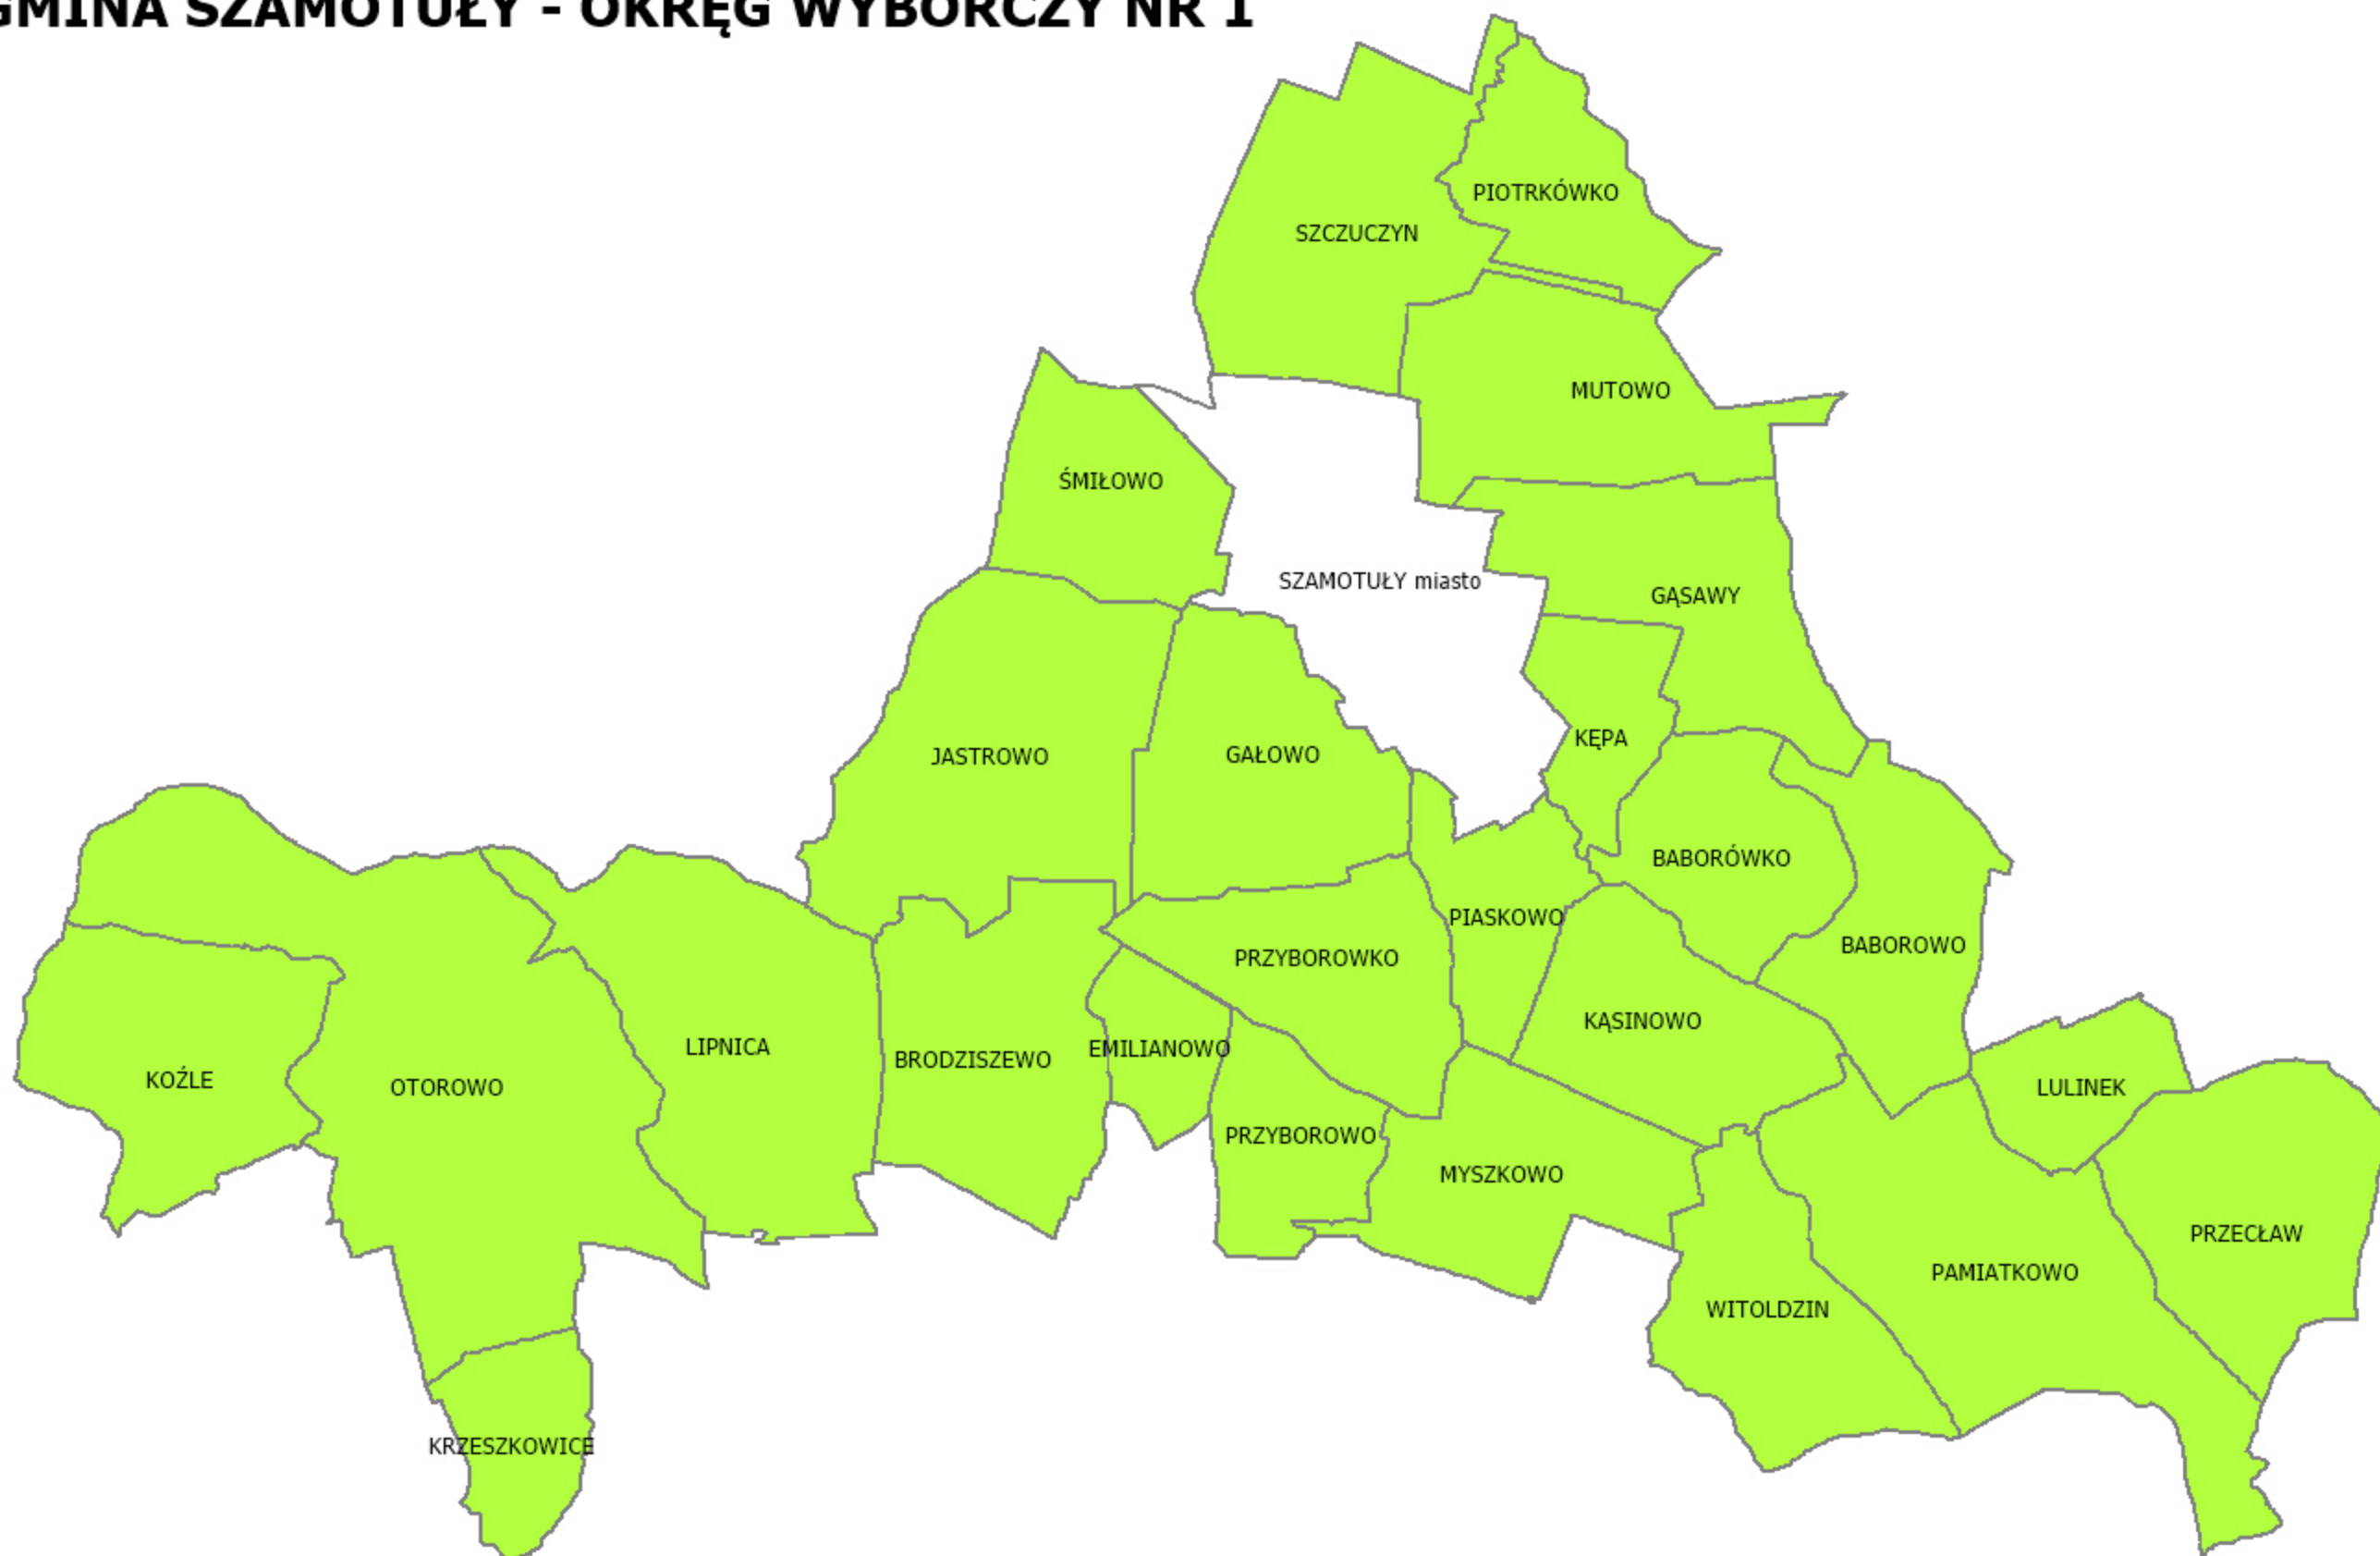 GMINA SZAMOTUŁY - OKRĘG WYBORCZY NR 1
PIOTRKÓWKO
SZCZUCZYN
MUTOWO
ŚMIŁOWO
SZAMOTUŁY miasto
GĄSAWY
KĘPA
JASTROWO
GAŁOWO
BABORÓWKO
PIASKOWO
BABOROWO
PRZYBOROWKO
KĄSINOWO
LIPNICA
EMILIANOWO
BRODZISZEWO
KOŹLE
OTOROWO
LULINEK
PRZYBOROWO
MYSZKOWO
PRZECŁAW
PAMIATKOWO
WITOLDZIN
KRZESZKOWICE